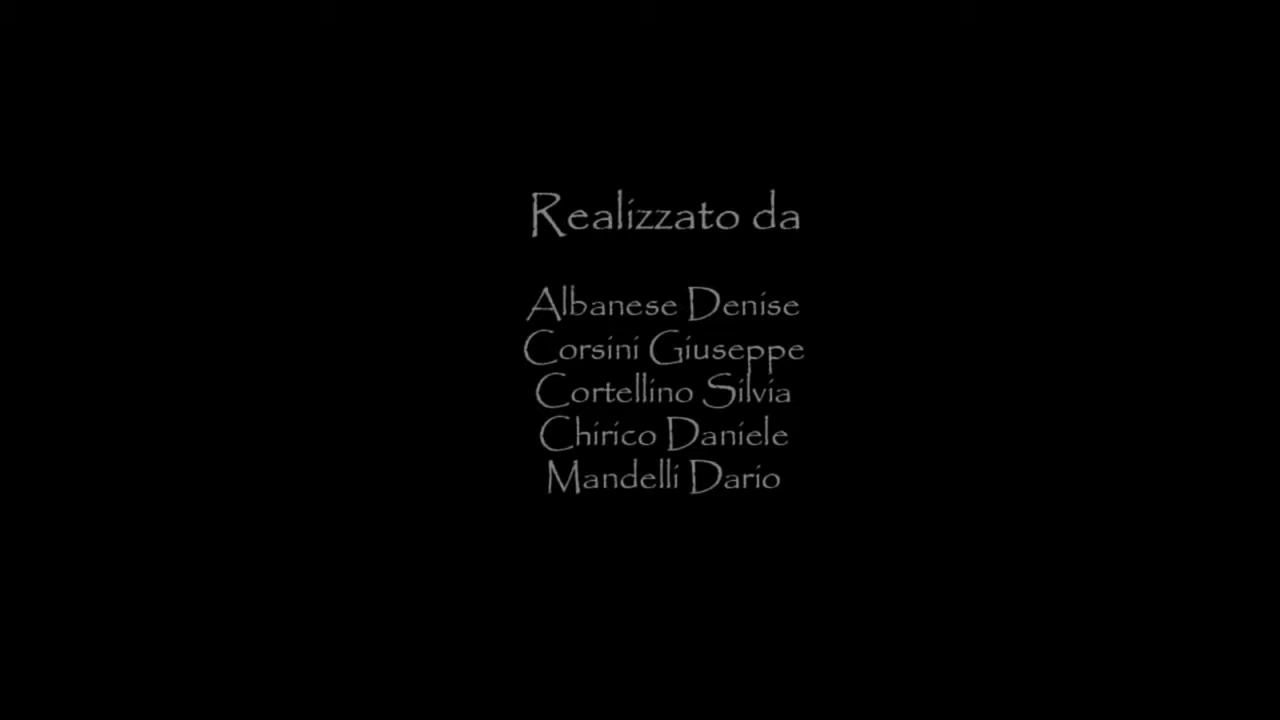 Realizzato da
Albanese Denise
Corsini Giuseppe
Cortellino Silvia
Chirico Daniele
Mandelli Dario